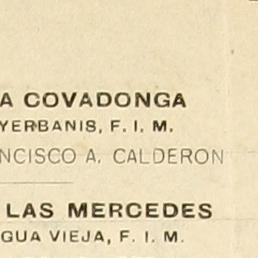 A COVADONGA
YERBANIS, F. I. M.
NCISCO A. CALDERON
LAS MERCEDES
GUA VIEJA, F. I. M.